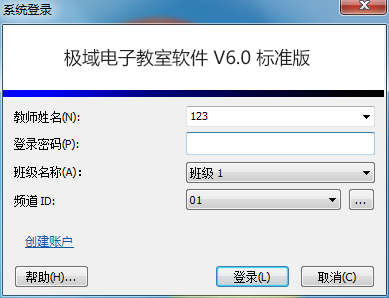 系统登录
极域电子教室软件 V6.0 标准版
教师姓名(N):
123
登录密码(P):
班级名称(A):
班级 1
频道 ID:
01
...
创建账户
帮助(H)...
登录(L)
取消(C)